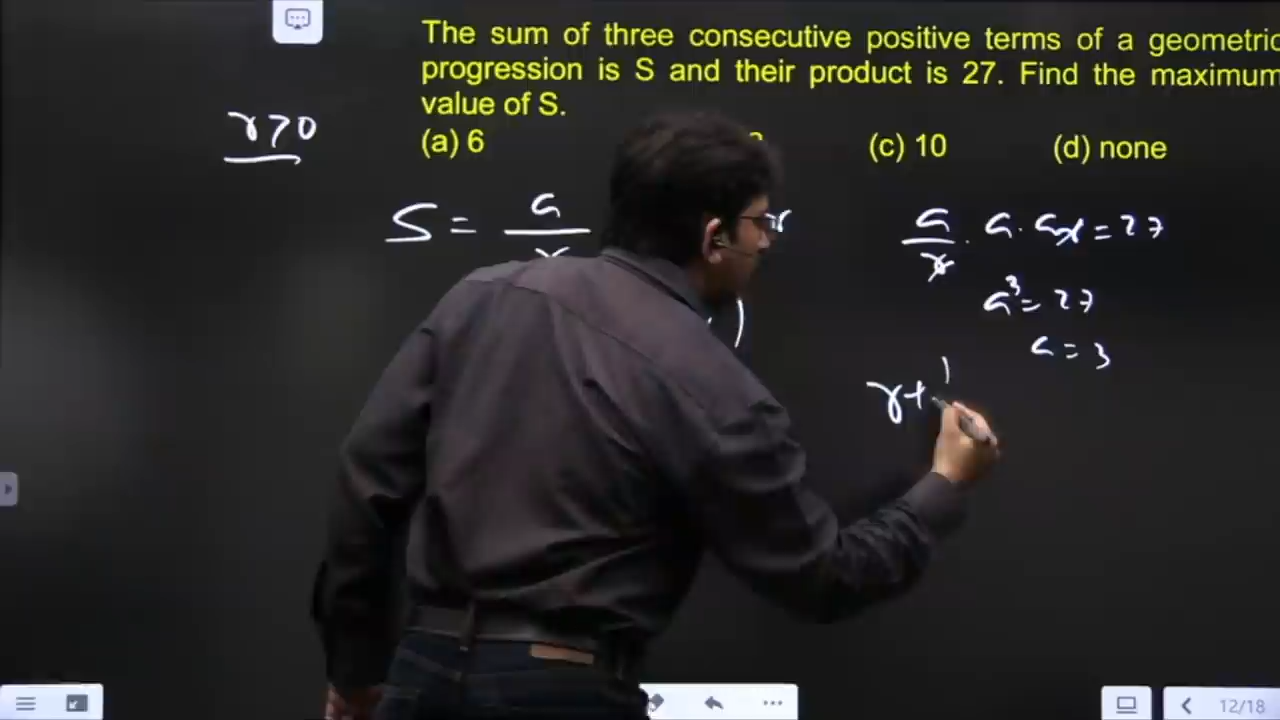 The sum of three consecutive positive terms of a geometric
progression is S and their product is 27. Find the maximum
value of S.
(a) 6 (c) 10 (d) none
r>0
S = a/r r
a/r . a . ar = 27
a³ = 27
a = 3
r + 1
12/18